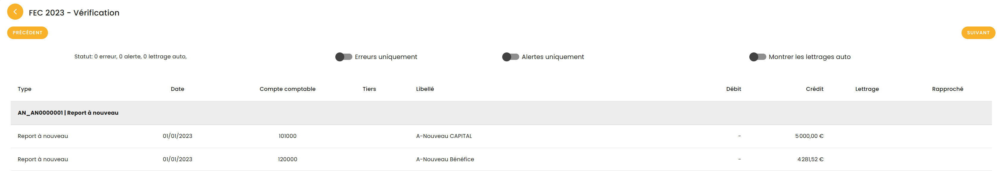 FEC 2023 - Vérification
PRÉCÉDENT SUIVANT
Statut: 0 erreur, 0 alerte, 0 lettrage auto, Erreurs uniquement Alertes uniquement Montrer les lettrages auto
Type Date Compte comptable Tiers Libellé Débit Crédit Lettrage Rapproché
AN_AN0000001 | Report à nouveau
Report à nouveau 01/01/2023 101000 A-Nouveau CAPITAL - 5 000,00 €
Report à nouveau 01/01/2023 120000 A-Nouveau Bénéfice - 4 281,52 €